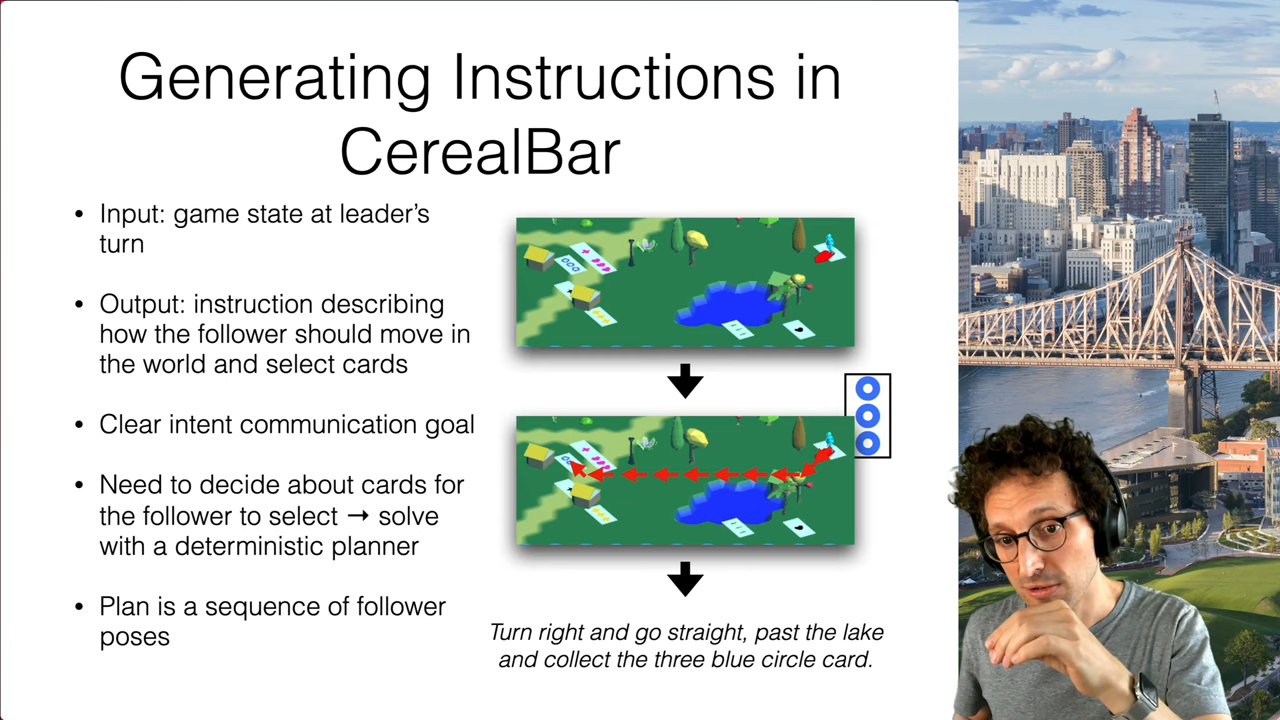 Generating Instructions in
CerealBar
• Input: game state at leader’s
turn
• Output: instruction describing
how the follower should move in
the world and select cards
• Clear intent communication goal
• Need to decide about cards for
the follower to select → solve
with a deterministic planner
• Plan is a sequence of follower
poses
Turn right and go straight, past the lake
and collect the three blue circle card.